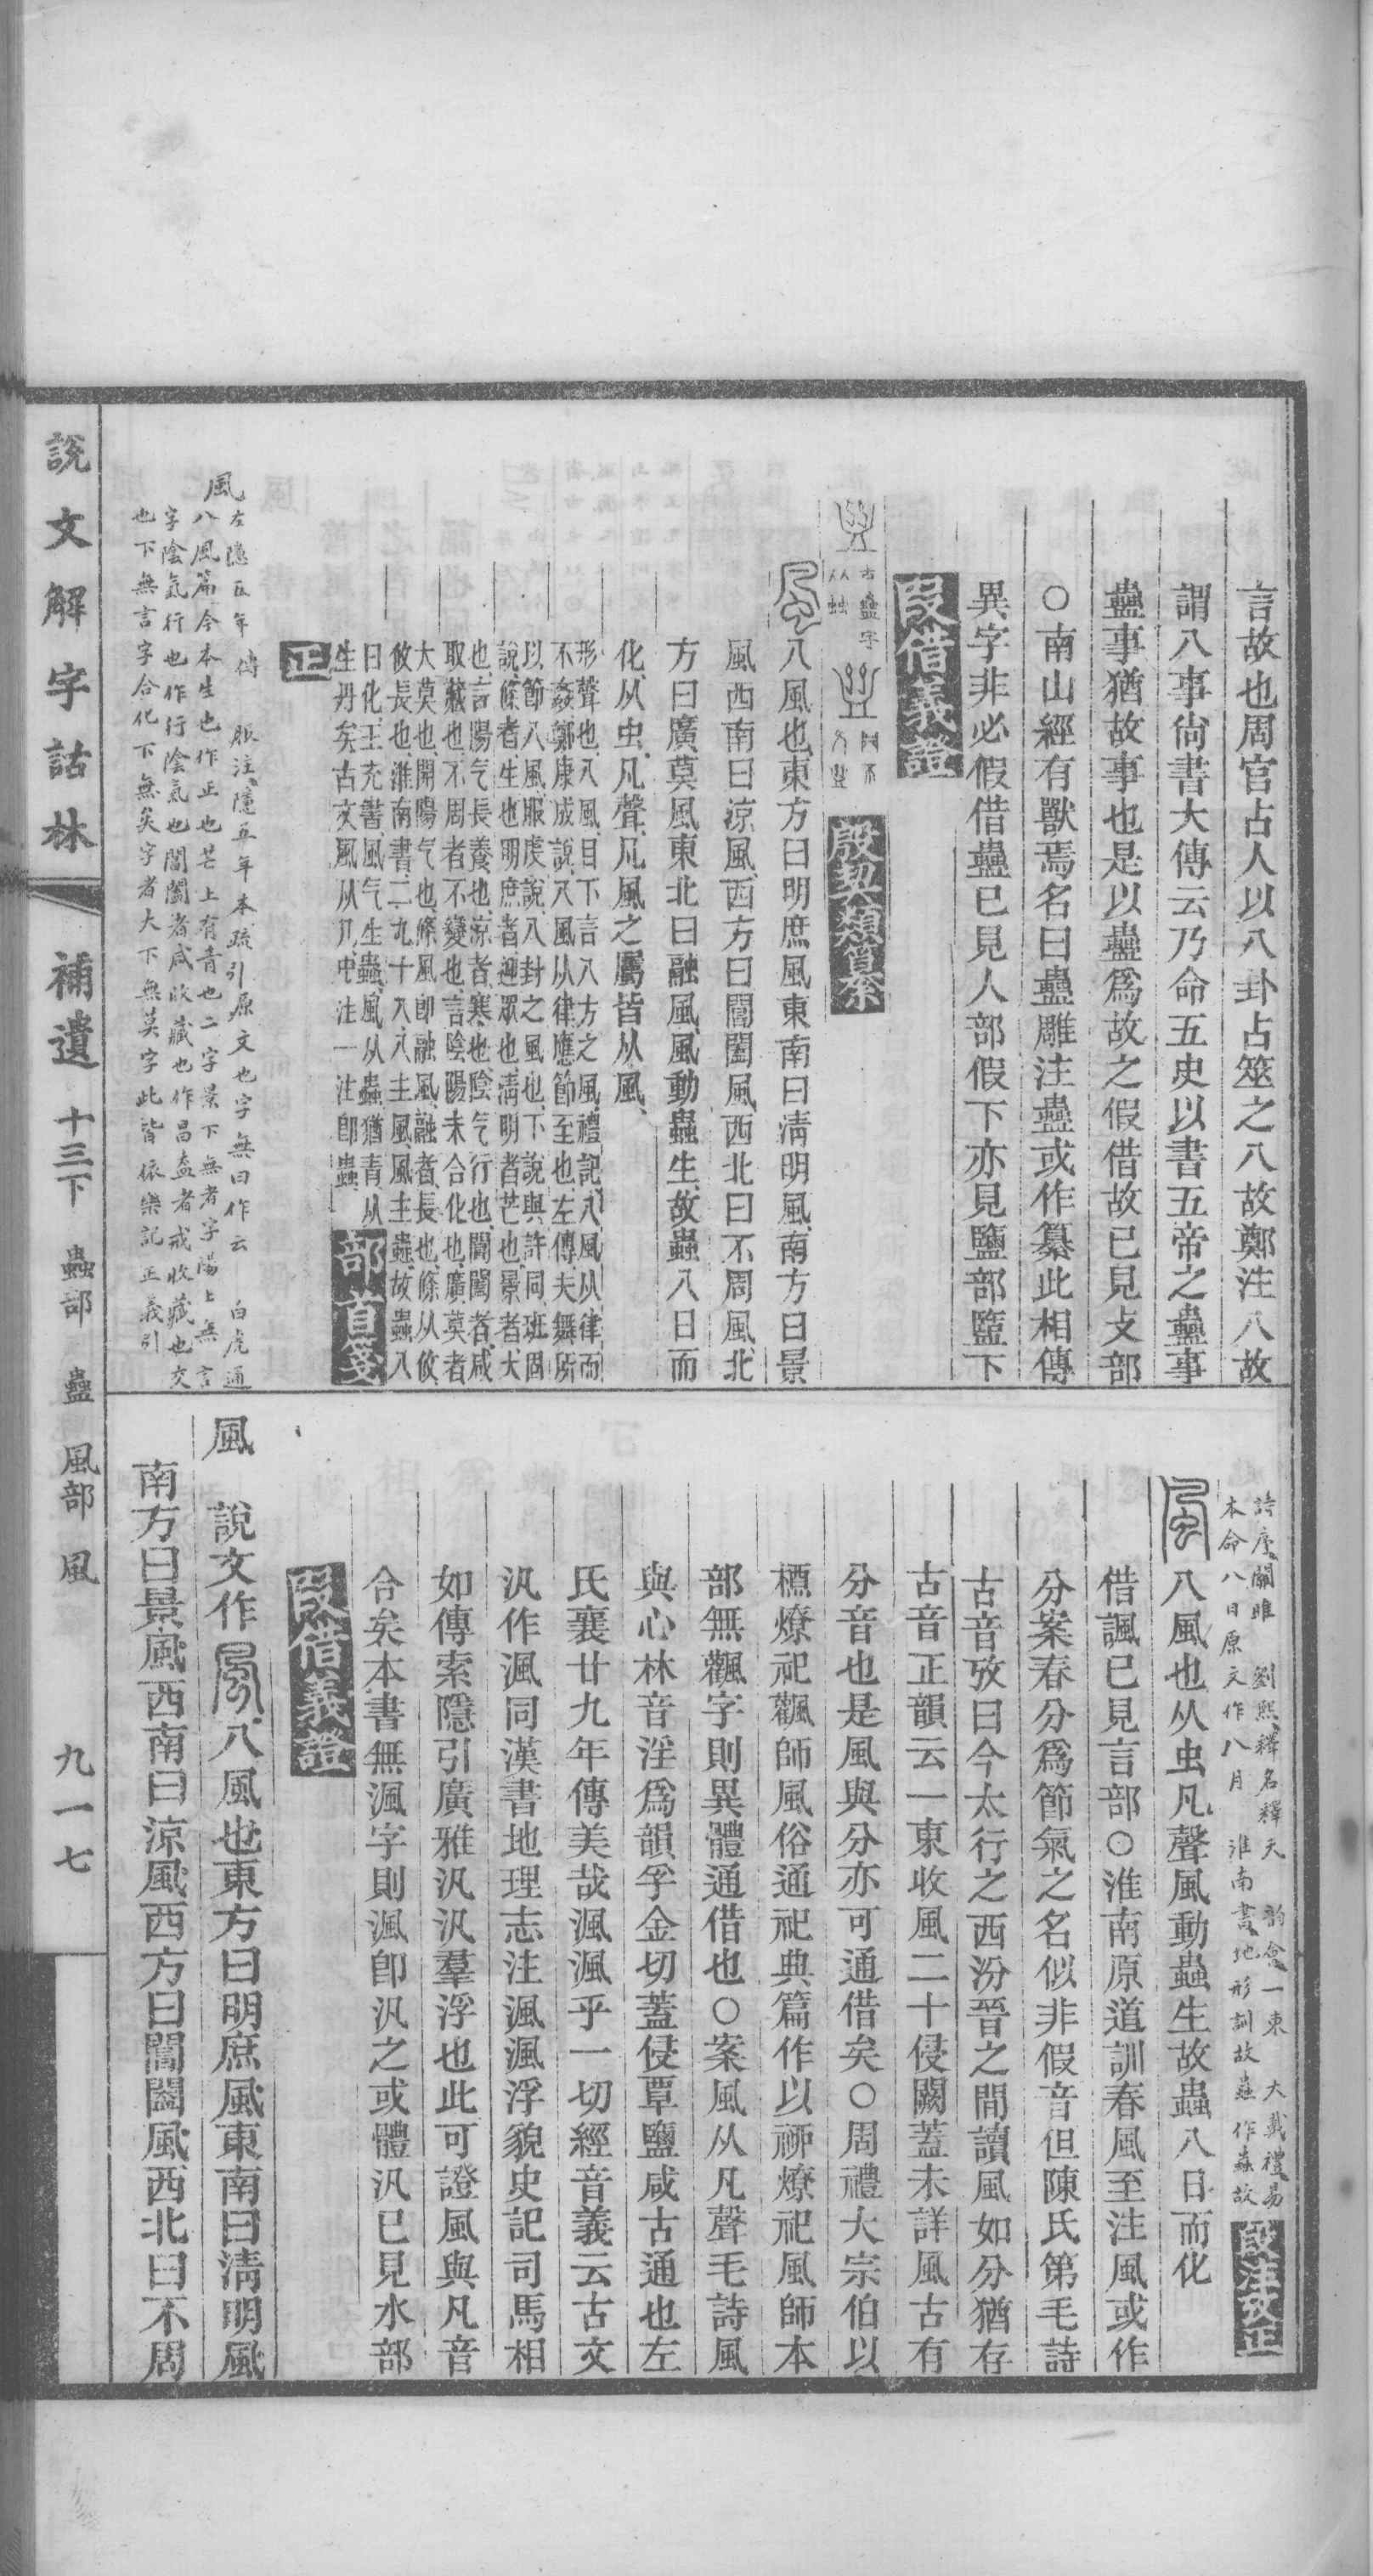 言故也周官占人以八卦占筮之八故鄭注八故
謂八事尙書大傳云乃命五史以書五帝之蠱事
蠱事猶故事也是以蠱爲故之假借故已見攴部
○南山經有獸焉名曰蠱雕注蠱或作纂此相傳
異字非必假借蠱已見人部假下亦見鹽部盬下
段借義證
古蠱字
从䖵
殷契類纂
八風也東方曰明庶風東南曰淸明風南方曰景
風西南曰涼風西方曰閶闔風西北曰不周風北
方曰廣莫風東北曰融風風動蟲生故蟲八日而
化从虫凡聲凡風之屬皆从風
形聲也八風目下言八方之風禮記八風从律而
不姦鄭康成說八風从律應節至也左傳夫舞所
以節八風服虔說八卦之風也下說與許同班固
說條者生也明庶者迎眾也淸明者芒也景者大
也言陽气長養也涼者寒也陰气行也閶闔者咸
取藏也不周者不變也言陰陽未合化也廣莫者
大莫也開陽气也條風卽融風融者長也條从攸
攸長也淮南書二九十八八主風風主蟲故蟲八
日化王充書風气生蟲風从蟲猶青从
生丹矣古文風从凡虫注一注卽蟲
部首箋
正
風
左隱五年傳 服注隱五年本疏引原文也字無曰作云 白虎通
八風篇今本生也作正也芒上有青也二字景下無者字陽上無言
字陰氣行也作行陰氣也閶闔者咸收藏也作昌盍者戒收藏也交
也下無言字合化下無矣字者大下無莫字此皆依樂記正義引
詩序關雎 劉熙釋名釋天 韵會一東 大戴禮易
本命八日原文作八月 淮南書地形訓故蟲作蟲故
段注攷正
八風也从虫凡聲風動蟲生故蟲八日而化
借諷已見言部○淮南原道訓春風至注風或作
分案春分爲節氣之名似非假音但陳氏第毛詩
古音攷曰今太行之西汾晉之間讀風如分猶存
古音正韻云一東收風二十侵闕蓋未詳風古有
分音也是風與分亦可通借矣○周禮大宗伯以
槱燎祀飌師風俗通祀典篇作以槱燎祀風師本
部無飌字則異體通借也○案風从凡聲毛詩風
與心林音淫爲韻孚金切蓋侵覃鹽咸古通也左
氏襄廿九年傳美哉渢渢乎一切經音義云古文
汎作渢同漢書地理志注渢渢浮貌史記司馬相
如傳索隱引廣雅汎汎羣浮也此可證風與凡音
合矣本書無渢字則渢卽汎之或體汎已見水部
段借義證
風 說文作八風也東方曰明庶風東南曰淸明風
南方曰景風西南曰涼風西方曰閶闔風西北曰不周
說文解字詁林 補遺 十三下 蟲部 蠱 風部 風 九一七